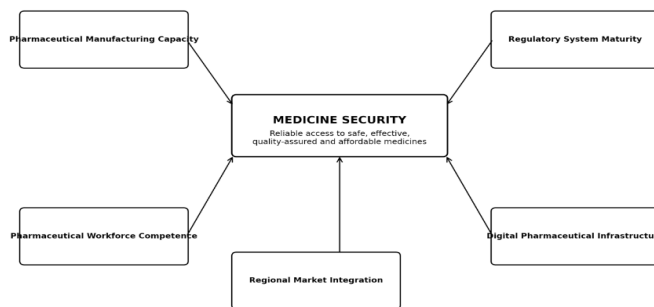 Pharmaceutical Manufacturing Capacity
Regulatory System Maturity
MEDICINE SECURITY
Reliable access to safe, effective,
quality-assured and affordable medicines
Pharmaceutical Workforce Competence
Digital Pharmaceutical Infrastructu
Regional Market Integration